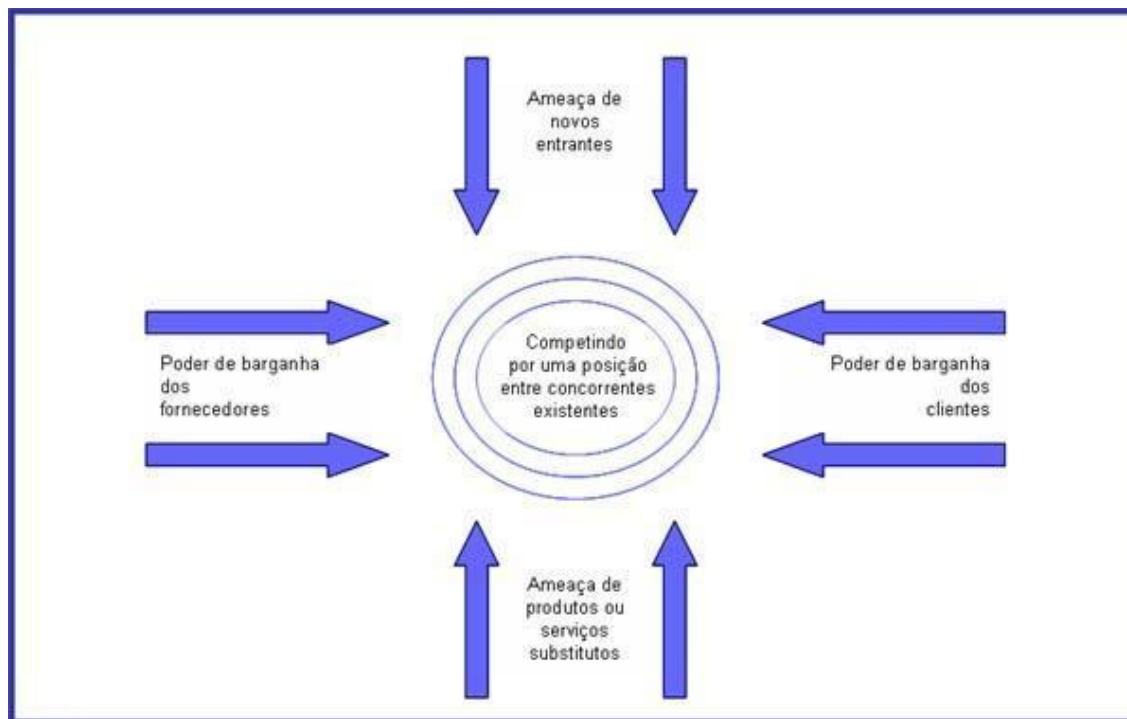 Ameaça de
novos
entrantes
Poder de barganha
dos
fornecedores
Competindo
por uma posição
entre concorrentes
existentes
Poder de barganha
dos
clientes
Ameaça de
produtos ou
serviços
substitutos